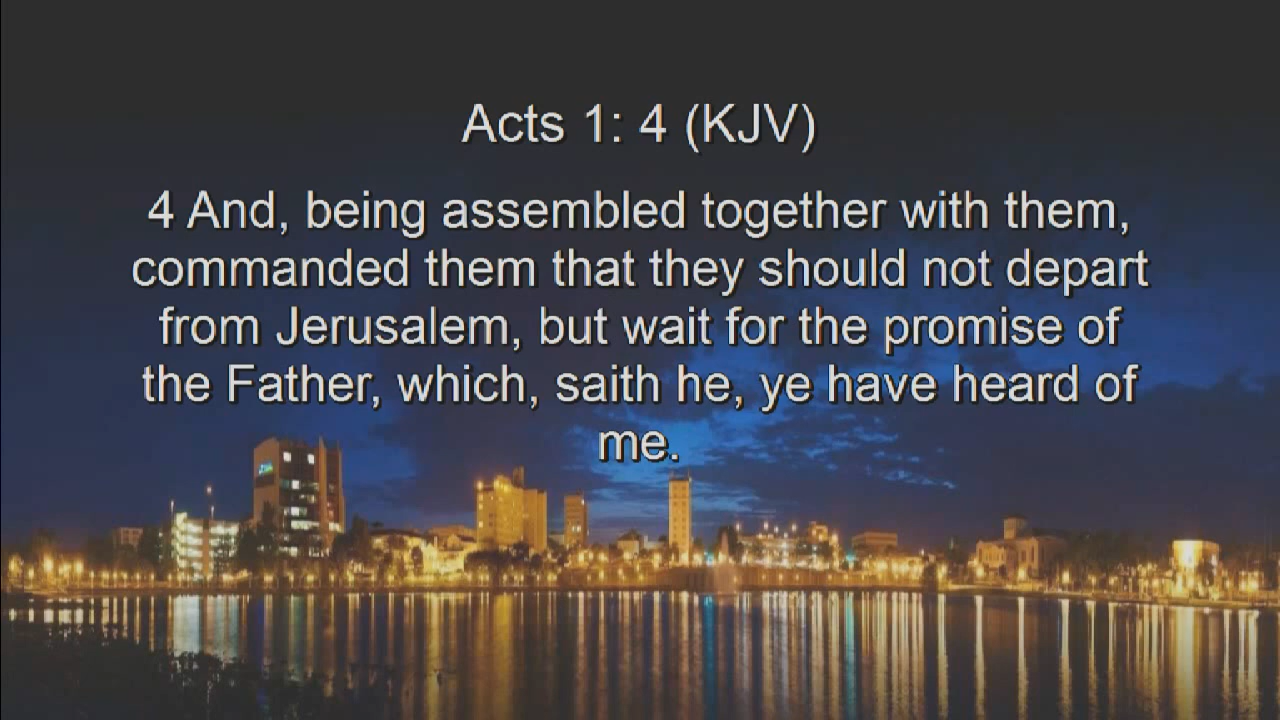 Acts 1: 4 (KJV)
4 And, being assembled together with them,
commanded them that they should not depart
from Jerusalem, but wait for the promise of
the Father, which, saith he, ye have heard of
me.